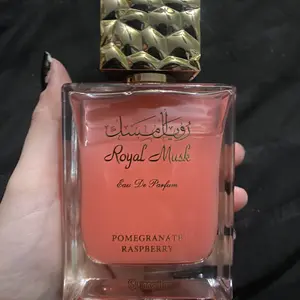 رويال مسك
Royal Musk
Eau De Parfum
POMEGRANATE
RASPBERRY